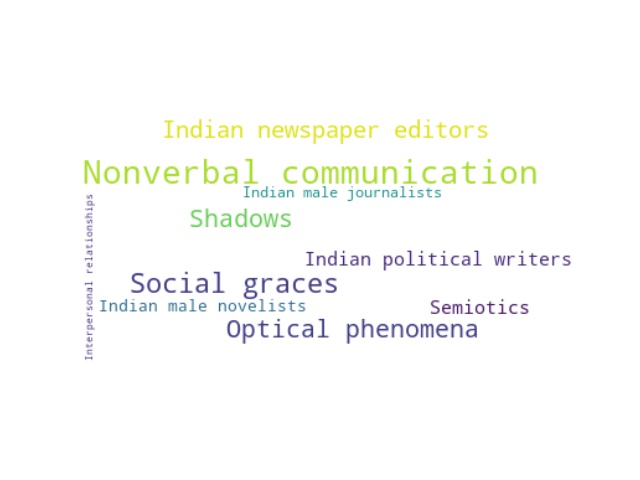 Indian newspaper editors
Nonverbal communication
Indian male journalists
Interpersonal relationships
Shadows
Indian political writers
Social graces
Indian male novelists
Semiotics
Optical phenomena